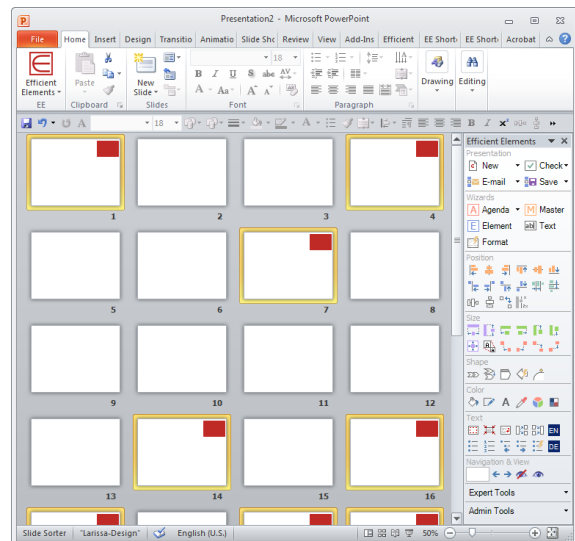 Presentation2 - Microsoft PowerPoint
File Home Insert Design Transitio Animatio Slide Shc Review View Add-Ins Efficient EE Short EE Short Acrobat
Efficient Elements
Paste
New Slide
Drawing Editing
18
B I U S abc AV
A Aa A A
EE Clipboard Slides Font Paragraph
A 18 A B I x²
1 2 3 4
5 6 7 8
9 10 11 12
13 14 15 16
Efficient Elements
Presentation
New Check
E-mail Save
Wizards
A Agenda M Master
E Element ab| Text
Format
Position
Size
Shape
Color
A
Text
EN
DE
Navigation & View
Expert Tools
Admin Tools
Slide Sorter "Larissa-Design" English (U.S.) 50%